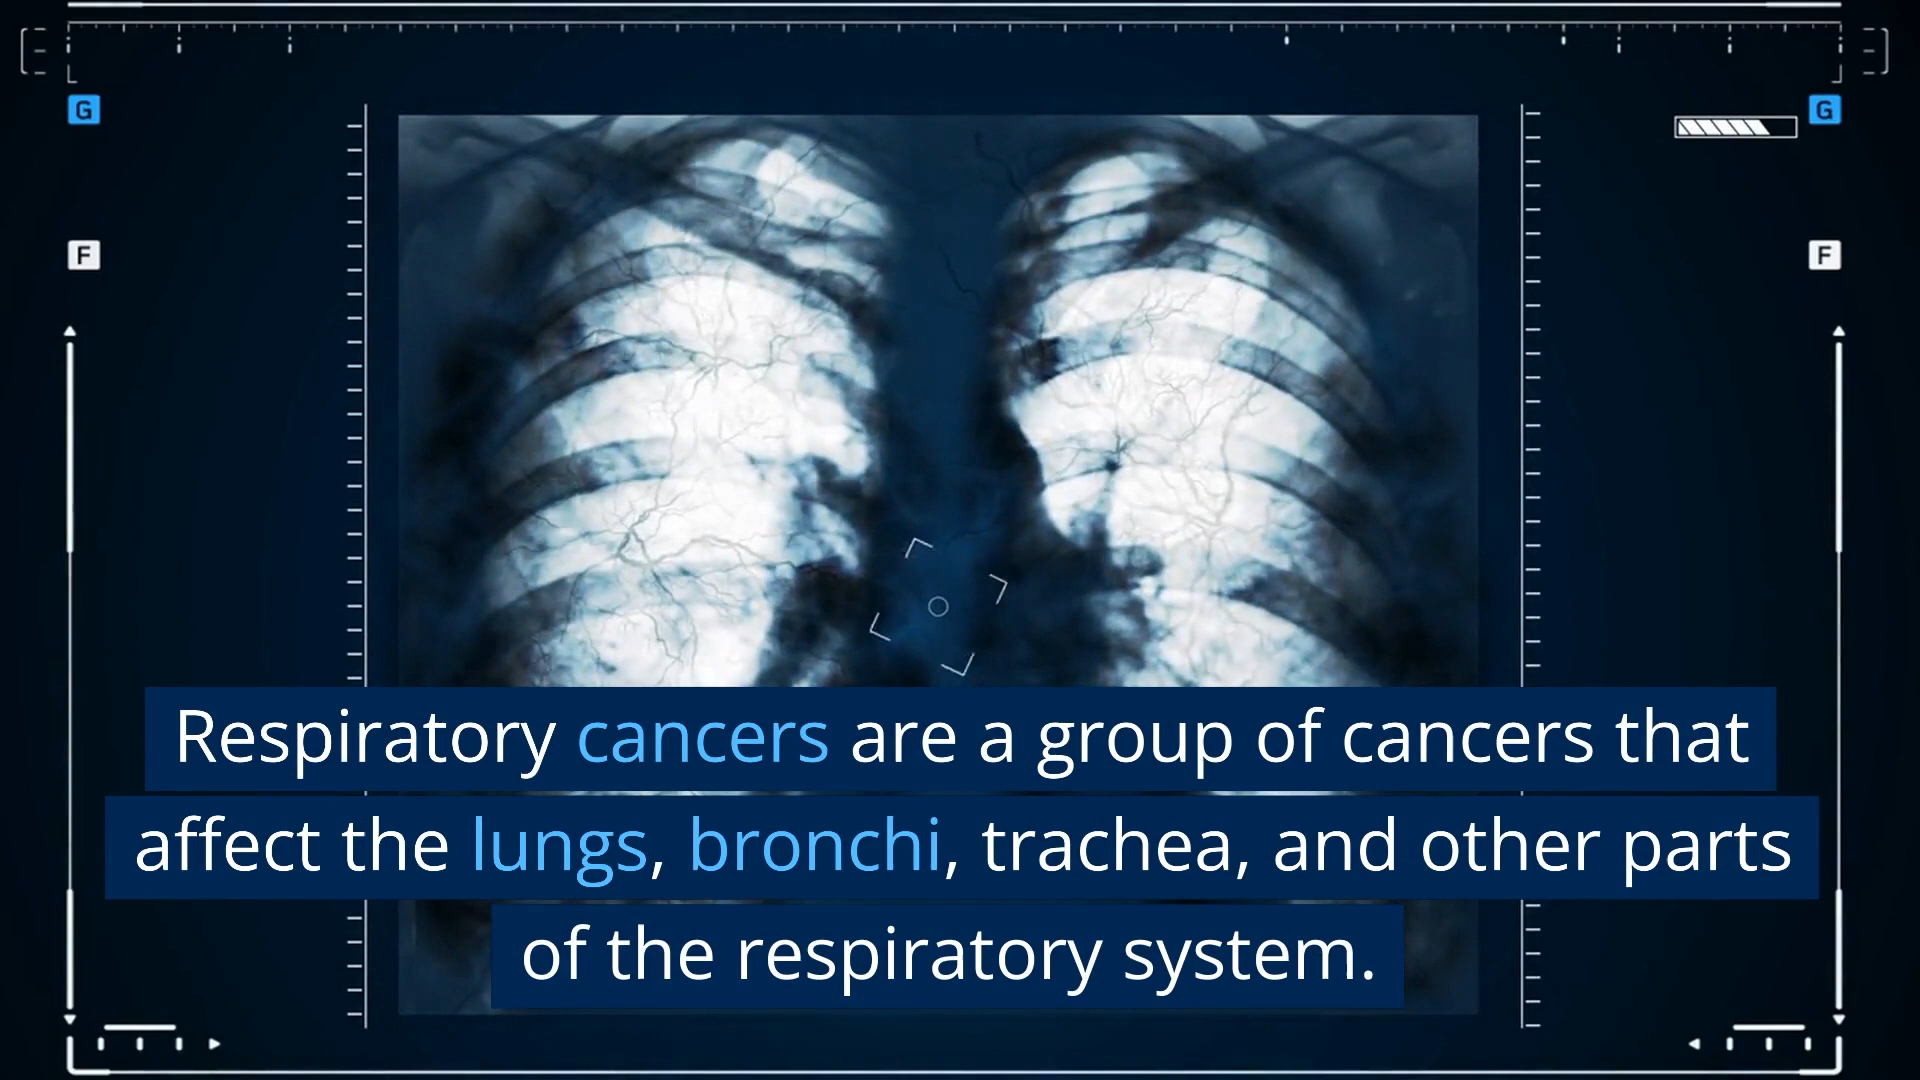 G
G
F
F
Respiratory cancers are a group of cancers that
affect the lungs, bronchi, trachea, and other parts
of the respiratory system.